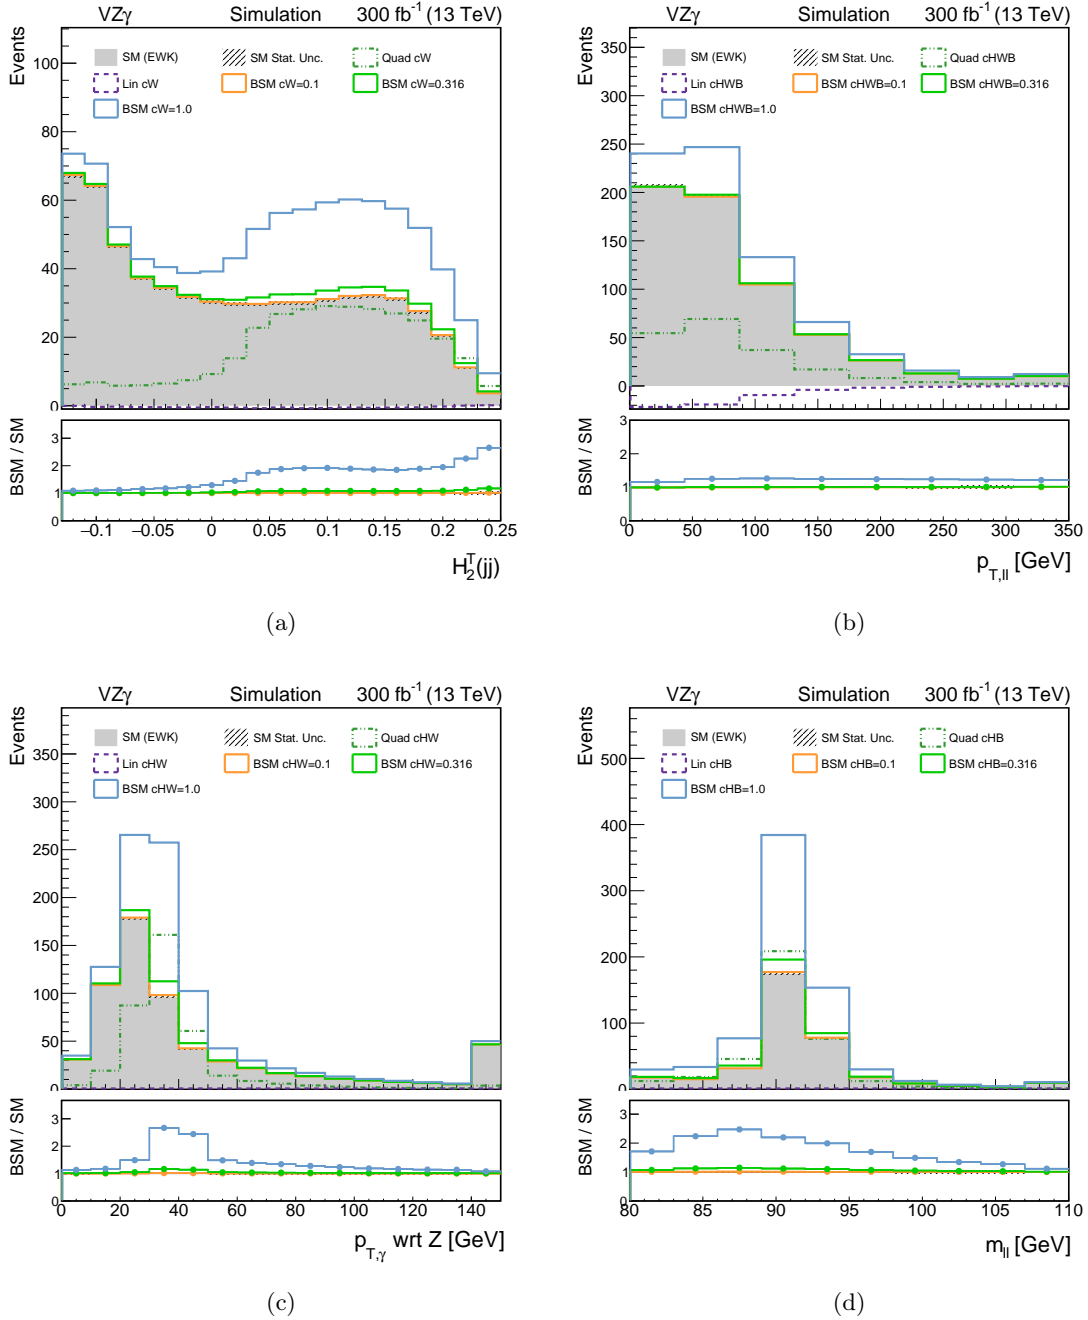 VZγ Simulation 300 fb⁻¹ (13 TeV)
Events
100
80
60
40
20
0
SM (EWK) SM Stat. Unc. Quad cW
Lin cW BSM cW=0.1 BSM cW=0.316
BSM cW=1.0
BSM / SM
3
2
1
0
−0.1 −0.05 0 0.05 0.1 0.15 0.2 0.25
H₂ᵀ(jj)
(a)
VZγ Simulation 300 fb⁻¹ (13 TeV)
Events
350
300
250
200
150
100
50
0
SM (EWK) SM Stat. Unc. Quad cHWB
Lin cHWB BSM cHWB=0.1 BSM cHWB=0.316
BSM cHWB=1.0
BSM / SM
3
2
1
0
0 50 100 150 200 250 300 350
p_T,ll [GeV]
(b)
VZγ Simulation 300 fb⁻¹ (13 TeV)
Events
350
300
250
200
150
100
50
0
SM (EWK) SM Stat. Unc. Quad cHW
Lin cHW BSM cHW=0.1 BSM cHW=0.316
BSM cHW=1.0
BSM / SM
3
2
1
0
0 20 40 60 80 100 120 140
p_T,γ wrt Z [GeV]
(c)
VZγ Simulation 300 fb⁻¹ (13 TeV)
Events
500
400
300
200
100
0
SM (EWK) SM Stat. Unc. Quad cHB
Lin cHB BSM cHB=0.1 BSM cHB=0.316
BSM cHB=1.0
BSM / SM
3
2
1
0
80 85 90 95 100 105 110
m_ll [GeV]
(d)